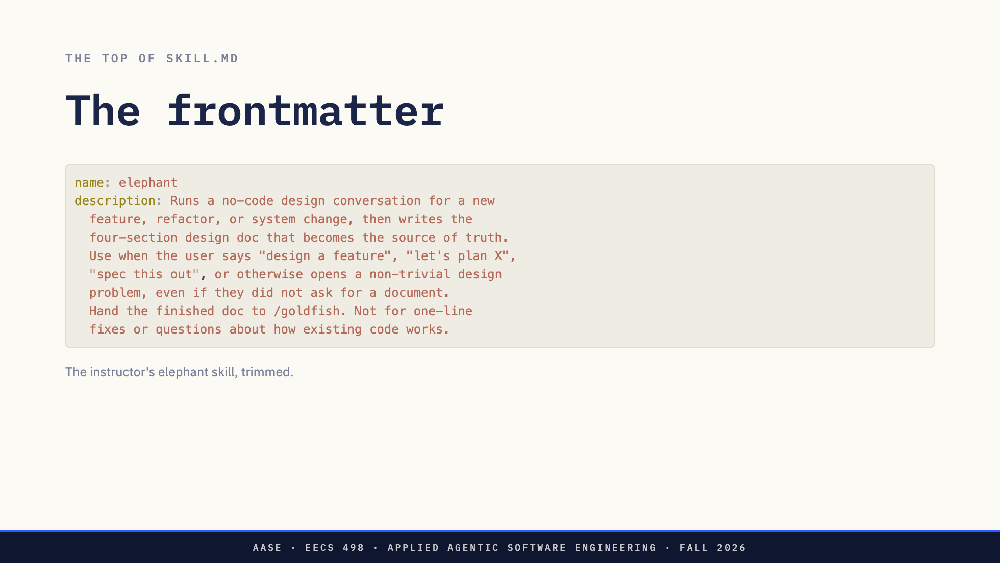 THE TOP OF SKILL.MD
The frontmatter
name: elephant
description: Runs a no-code design conversation for a new
feature, refactor, or system change, then writes the
four-section design doc that becomes the source of truth.
Use when the user says "design a feature", "let's plan X",
"spec this out", or otherwise opens a non-trivial design
problem, even if they did not ask for a document.
Hand the finished doc to /goldfish. Not for one-line
fixes or questions about how existing code works.
The instructor's elephant skill, trimmed.
AASE · EECS 498 · APPLIED AGENTIC SOFTWARE ENGINEERING · FALL 2026